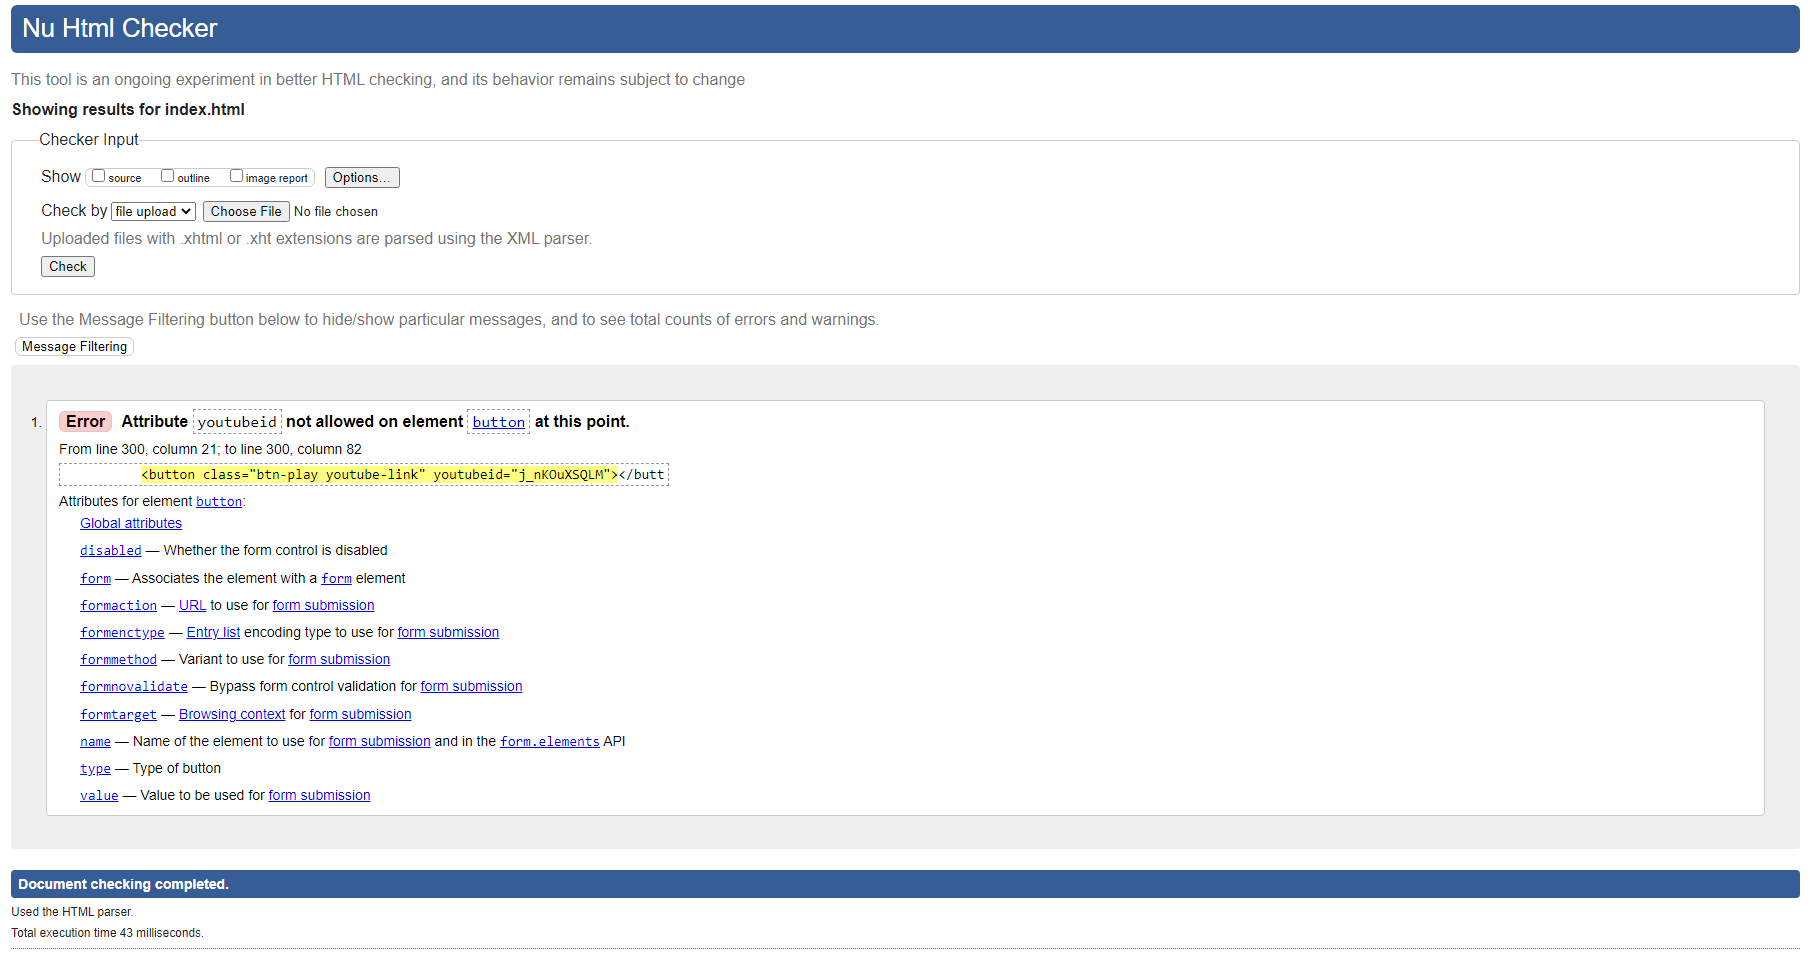 Nu Html Checker
This tool is an ongoing experiment in better HTML checking, and its behavior remains subject to change
Showing results for index.html
Checker Input
Show source outline image report Options...
Check by file upload Choose File No file chosen
Uploaded files with .xhtml or .xht extensions are parsed using the XML parser.
Check
Use the Message Filtering button below to hide/show particular messages, and to see total counts of errors and warnings.
Message Filtering
1. Error Attribute youtubeid not allowed on element button at this point.
From line 300, column 21; to line 300, column 82
<button class="btn-play youtube-link" youtubeid="j_nKOuXSQLM"></butt
Attributes for element button:
Global attributes
disabled — Whether the form control is disabled
form — Associates the element with a form element
formaction — URL to use for form submission
formenctype — Entry list encoding type to use for form submission
formmethod — Variant to use for form submission
formnovalidate — Bypass form control validation for form submission
formtarget — Browsing context for form submission
name — Name of the element to use for form submission and in the form.elements API
type — Type of button
value — Value to be used for form submission
Document checking completed.
Used the HTML parser.
Total execution time 43 milliseconds.